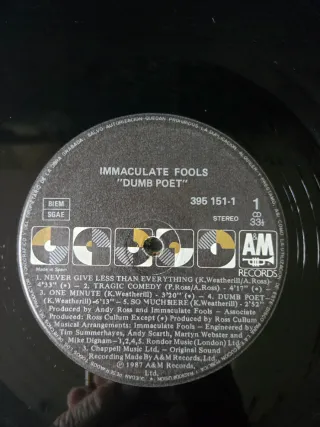 IMMACULATE FOOLS
"DUMB POET"
BIEM
SGAE
395 151-1
1
STEREO
33⅓
A&M
RECORDS
Made in Spain
1. NEVER GIVE LESS THAN EVERYTHING (K.Weatherill/A.Ross)
4'33" (•) - 2. TRAGIC COMEDY (P.Ross/A.Ross) - 4'17" (•) -
3. ONE MINUTE (K.Weatherill) - 3'20" (•) - 4. DUMB POET
(K.Weatherill) -6'13" - 5. SO MUCH HERE (K.Weatherill) - 2'52"
Produced by Andy Ross and Immaculate Fools - Associate
Produced: Ross Cullum Except (•) Produced by Ross Cullum
Musical Arrangements: Immaculate Fools - Engineered by
Tim Summerhayes, Andy Scarth, Martyn Webster and
Mike Dignam - 1,2,4,5. Rondor Music (London) Ltd.
3. Chappell Music Ltd. - Original Sound
Recording Made By A&M Records, Ltd.
℗ 1987 A&M Records,
Ltd.